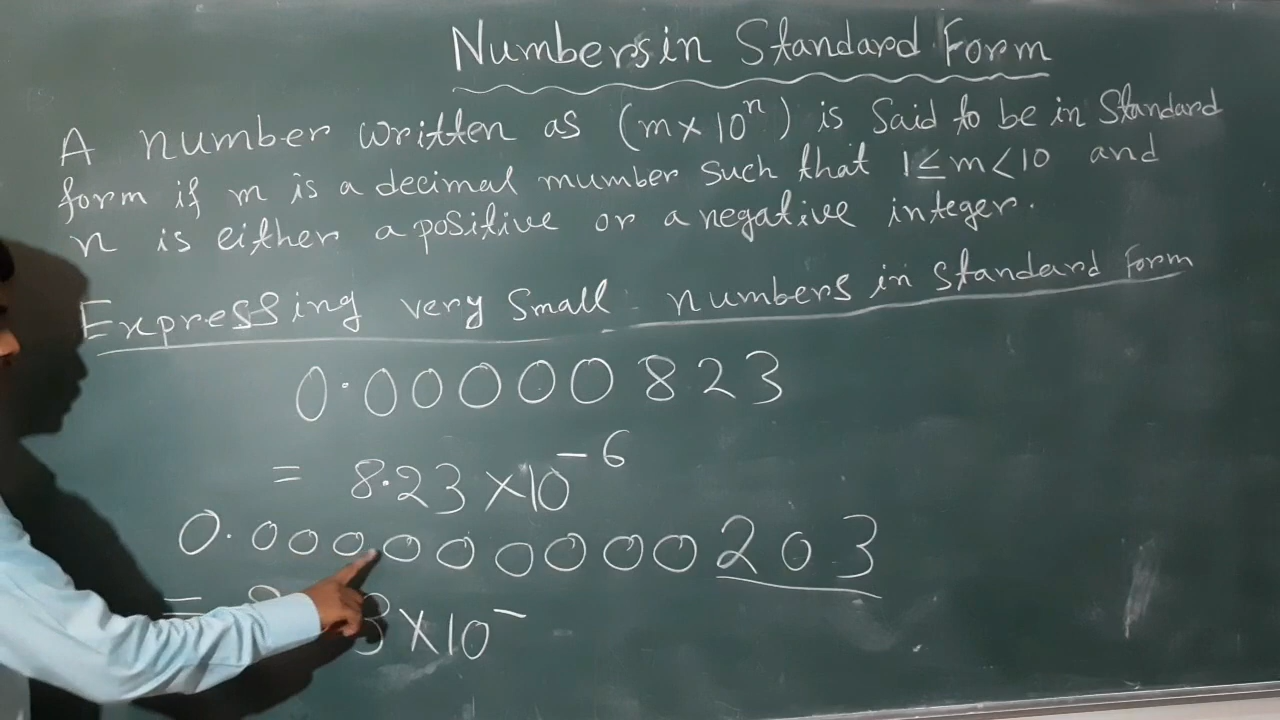 Numbers in Standard Form
A number written as (m × 10ⁿ) is Said to be in Standard
form if m is a decimal mumber such that 1 ≤ m < 10 and
n is either a positive or a negative integer.
Expressing very Small numbers in standard Form
0.00000823
= 8.23 × 10⁻⁶
0.000000000203
= 3 × 10⁻